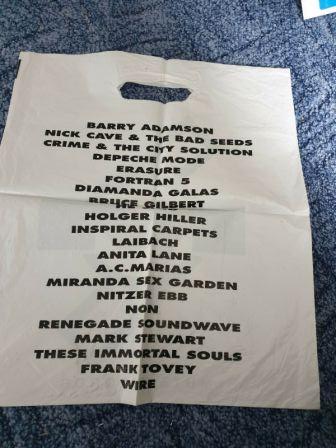 BARRY ADAMSON
NICK CAVE & THE BAD SEEDS
CRIME & THE CITY SOLUTION
DEPECHE MODE
ERASURE
FORTRAN 5
DIAMANDA GALAS
BRUCE GILBERT
HOLGER HILLER
INSPIRAL CARPETS
LAIBACH
ANITA LANE
A.C. MARIAS
MIRANDA SEX GARDEN
NITZER EBB
NON
RENEGADE SOUNDWAVE
MARK STEWART
THESE IMMORTAL SOULS
FRANK TOVEY
WIRE